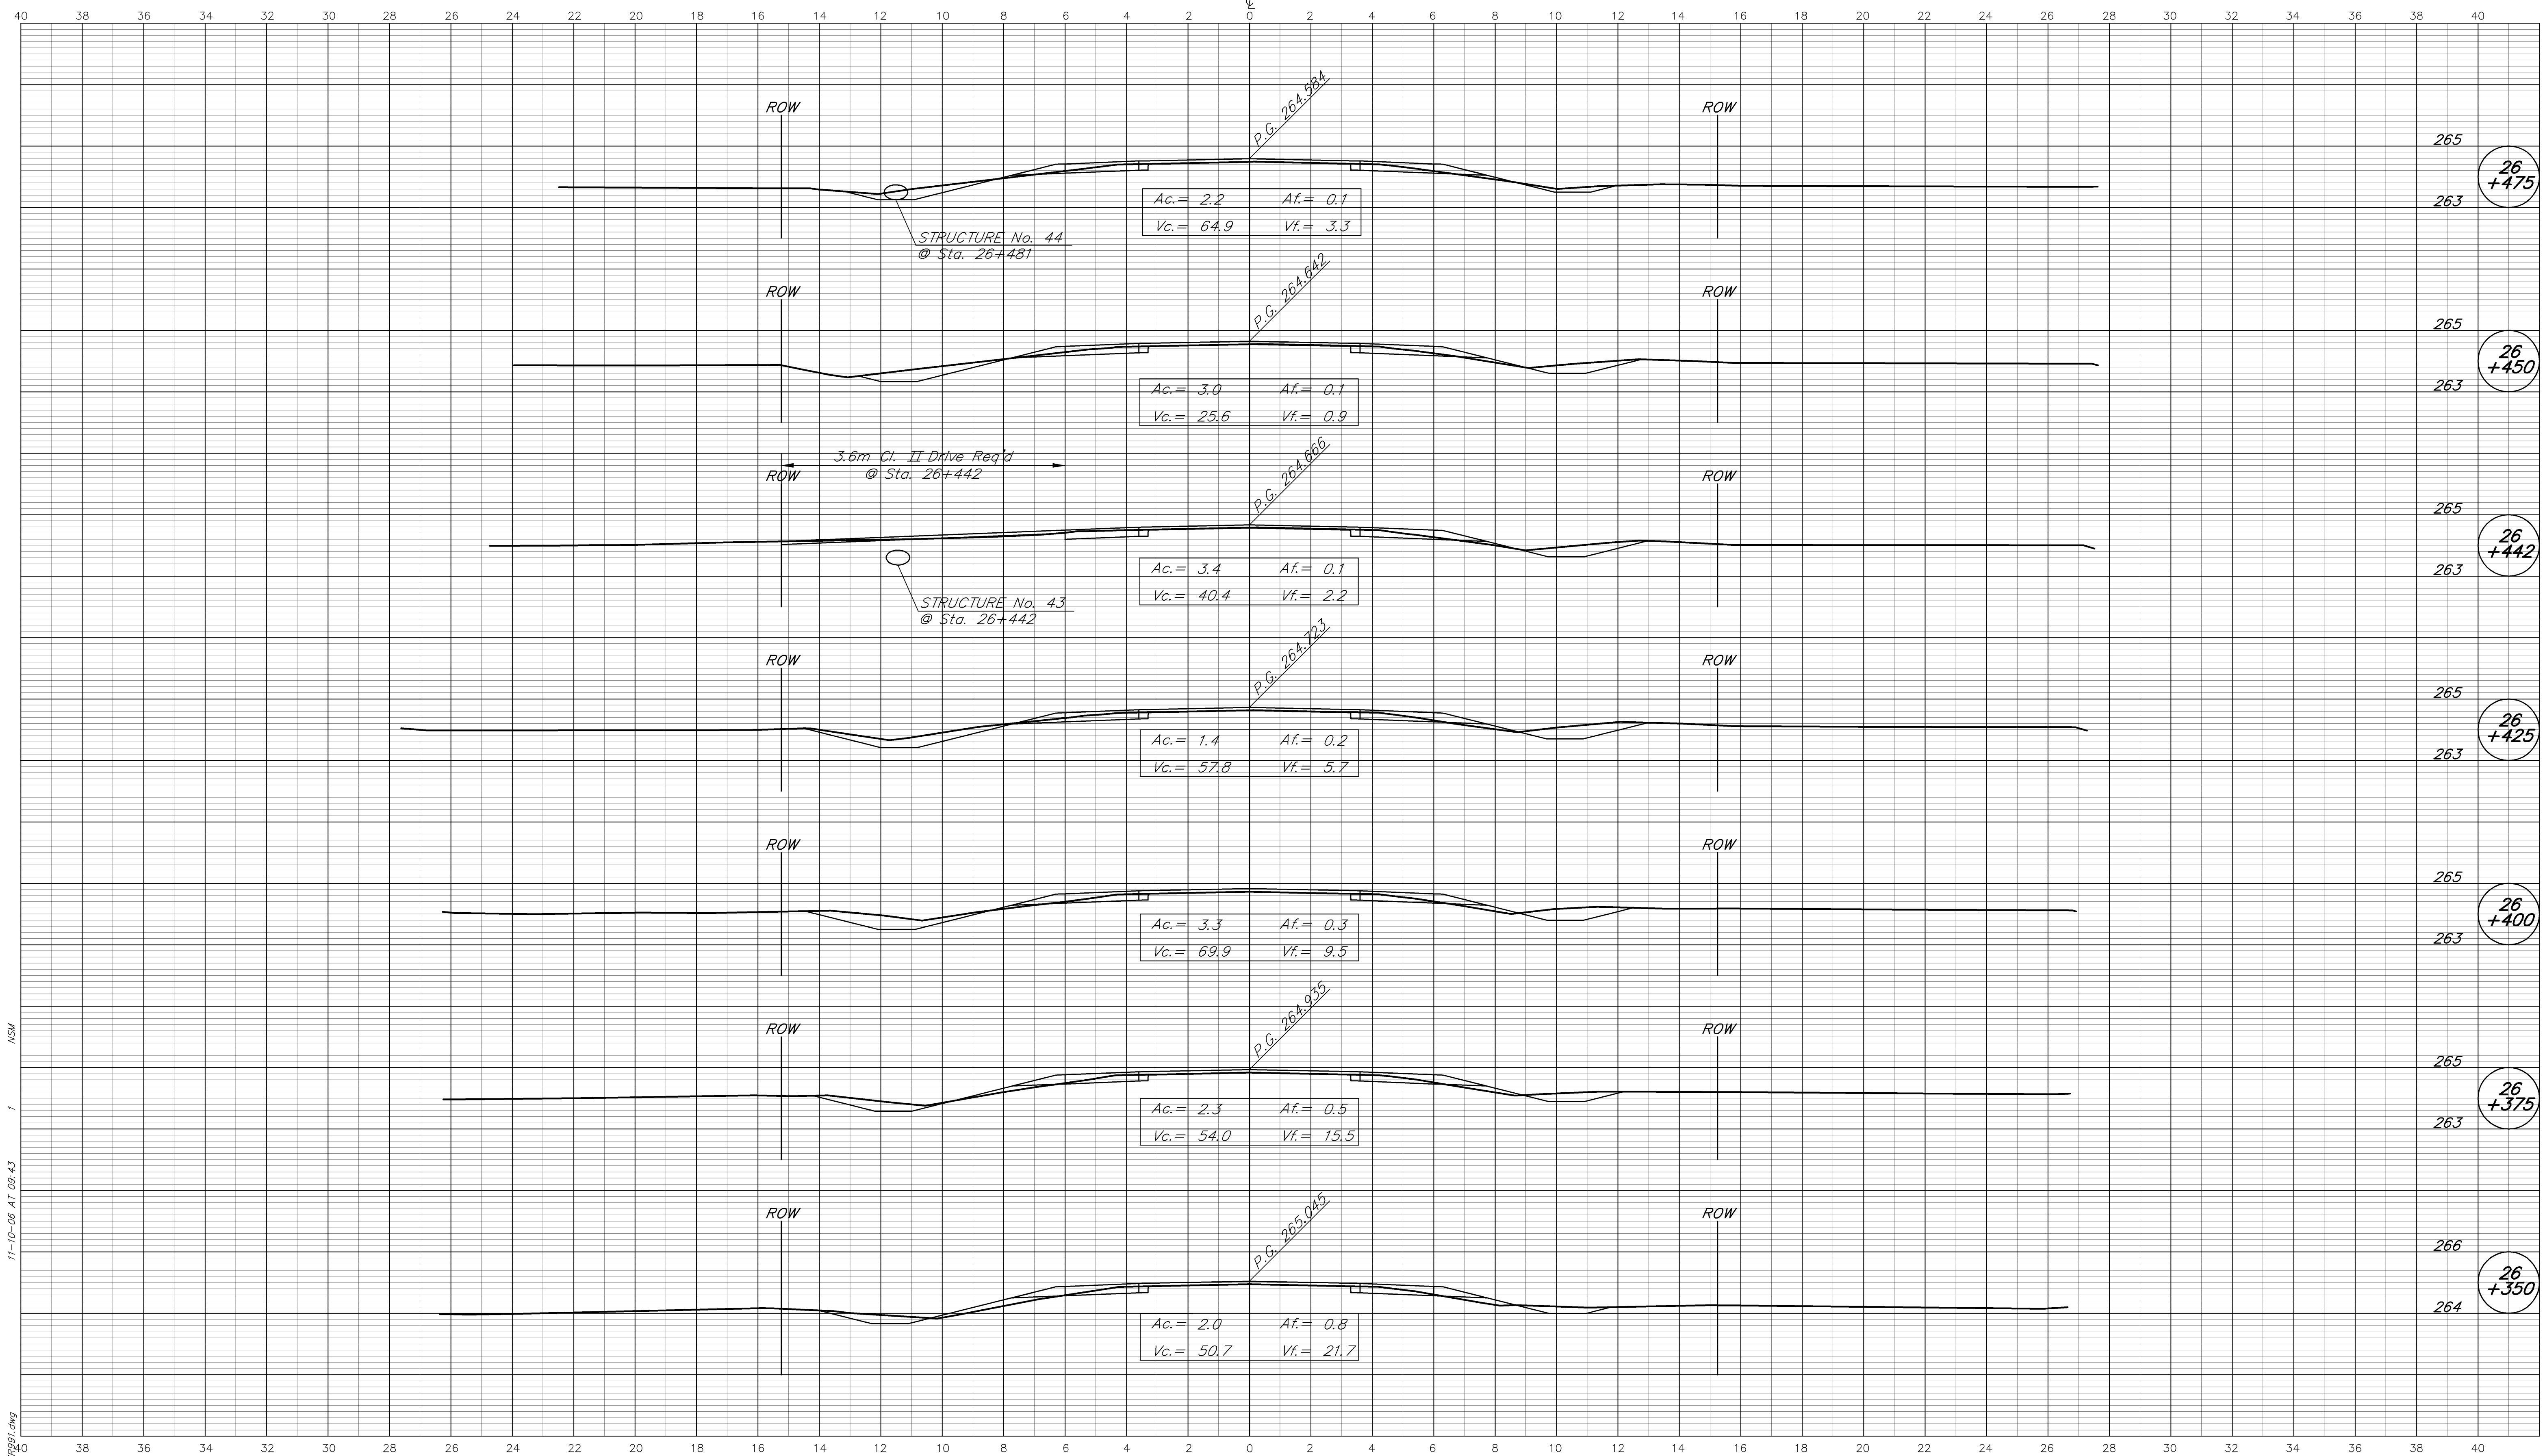 40 38 36 34 32 30 28 26 24 22 20 18 16 14 12 10 8 6 4 2 0 2 4 6 8 10 12 14 16 18 20 22 24 26 28 30 32 34 36 38 40
P.G. 264.584
ROW ROW
265
26
+475
263
Ac.= 2.2 Af.= 0.1
Vc.= 64.9 Vf.= 3.3
STRUCTURE No. 44
@ Sta. 26+481
P.G. 264.642
ROW ROW
265
26
+450
263
Ac.= 3.0 Af.= 0.1
Vc.= 25.6 Vf.= 0.9
3.6m Cl. II Drive Req'd
@ Sta. 26+442
P.G. 264.666
ROW ROW
265
26
+442
263
Ac.= 3.4 Af.= 0.1
Vc.= 40.4 Vf.= 2.2
STRUCTURE No. 43
@ Sta. 26+442
P.G. 264.723
ROW ROW
265
26
+425
263
Ac.= 1.4 Af.= 0.2
Vc.= 57.8 Vf.= 5.7
ROW ROW
265
26
+400
263
Ac.= 3.3 Af.= 0.3
Vc.= 69.9 Vf.= 9.5
P.G. 264.935
ROW ROW
265
26
+375
263
Ac.= 2.3 Af.= 0.5
Vc.= 54.0 Vf.= 15.5
P.G. 265.045
ROW ROW
266
26
+350
264
Ac.= 2.0 Af.= 0.8
Vc.= 50.7 Vf.= 21.7
40 38 36 34 32 30 28 26 24 22 20 18 16 14 12 10 8 6 4 2 0 2 4 6 8 10 12 14 16 18 20 22 24 26 28 30 32 34 36 38 40
11-10-06 AT 09:43 1 NSM